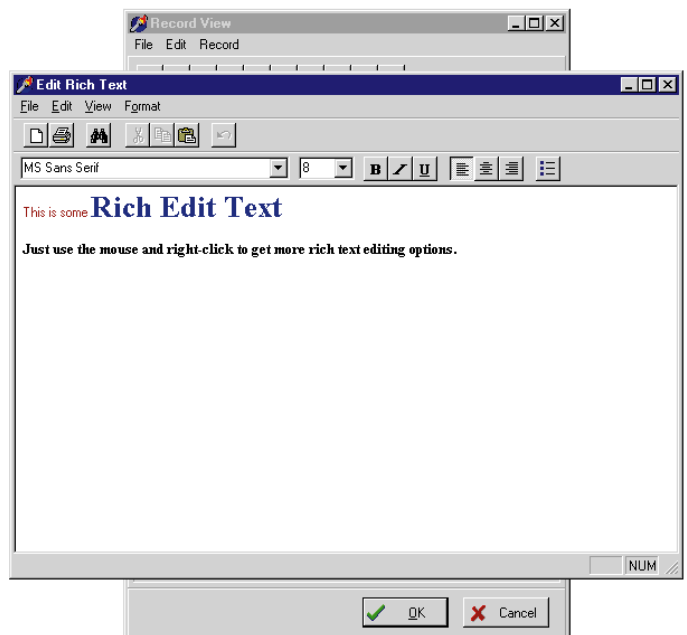 Record View
File Edit Record
Edit Rich Text
File Edit View Format
MS Sans Serif 8 B I U
This is some Rich Edit Text
Just use the mouse and right-click to get more rich text editing options.
NUM
OK Cancel